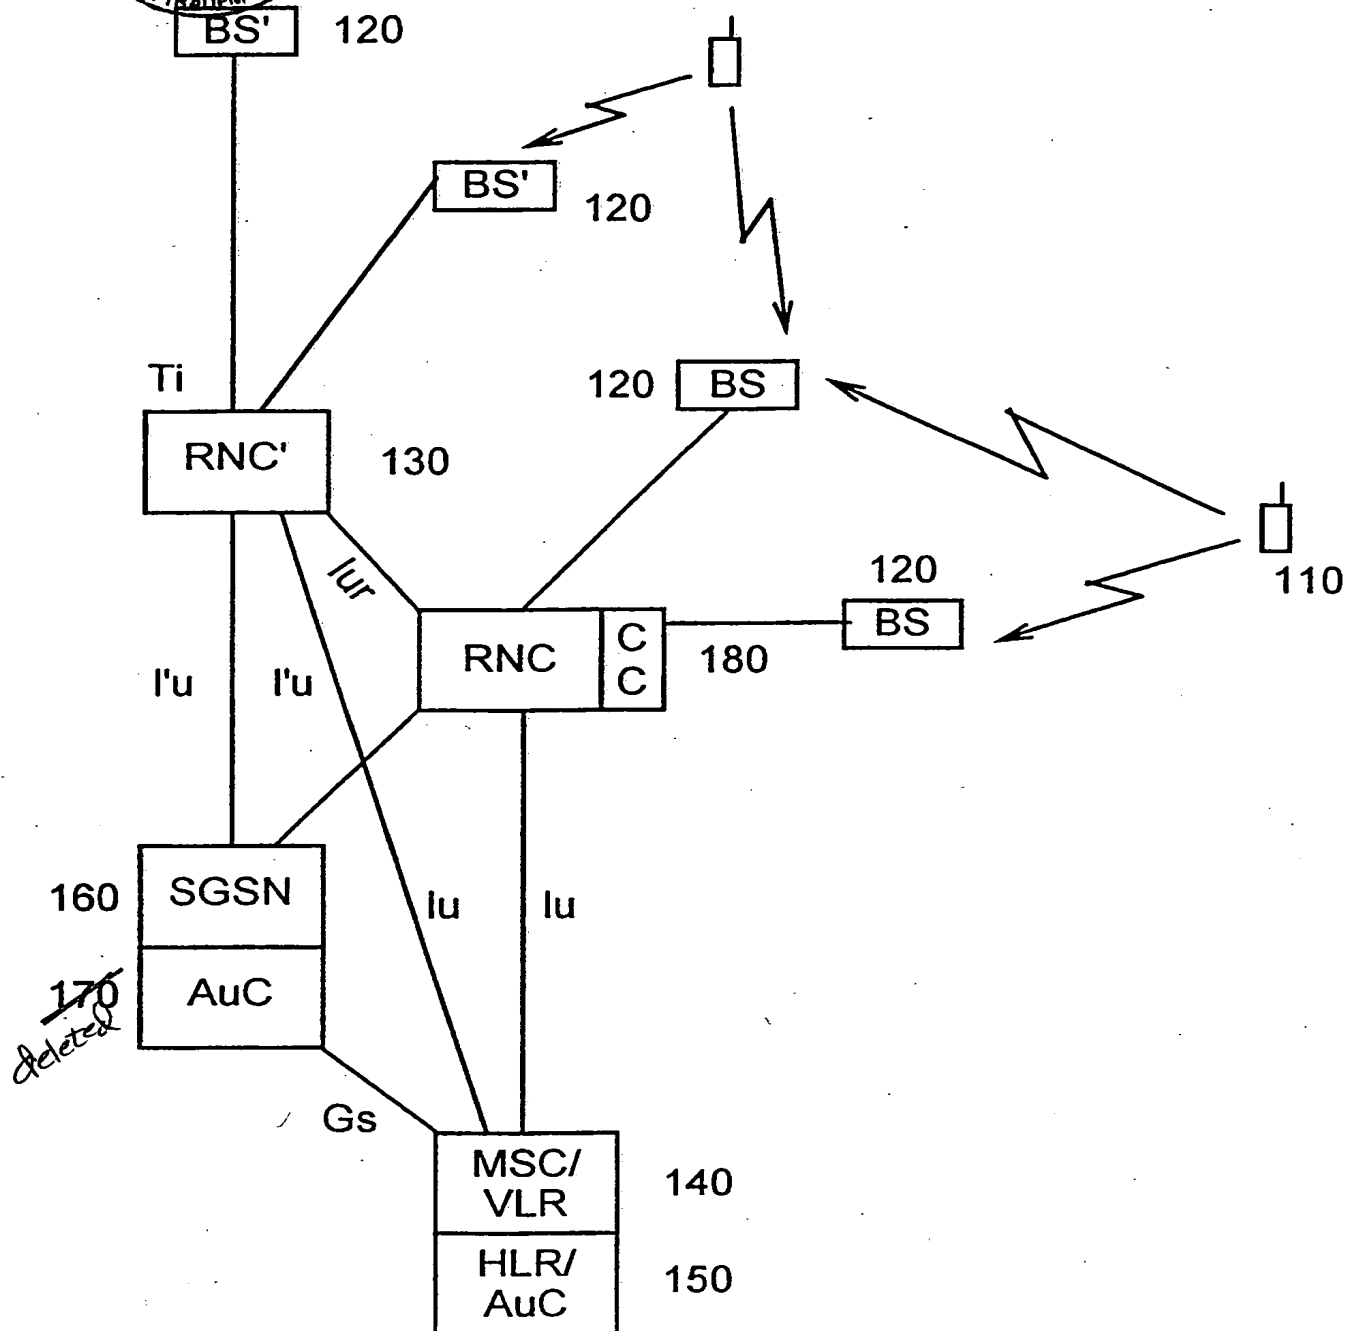 BS' 120
BS'
120
Ti
120 BS
RNC' 130
Iur
120
110
BS
RNC
C
C
180
I'u I'u
160 SGSN
Iu Iu
170 AuC
deleted
Gs
MSC/
VLR
140
HLR/
AuC
150